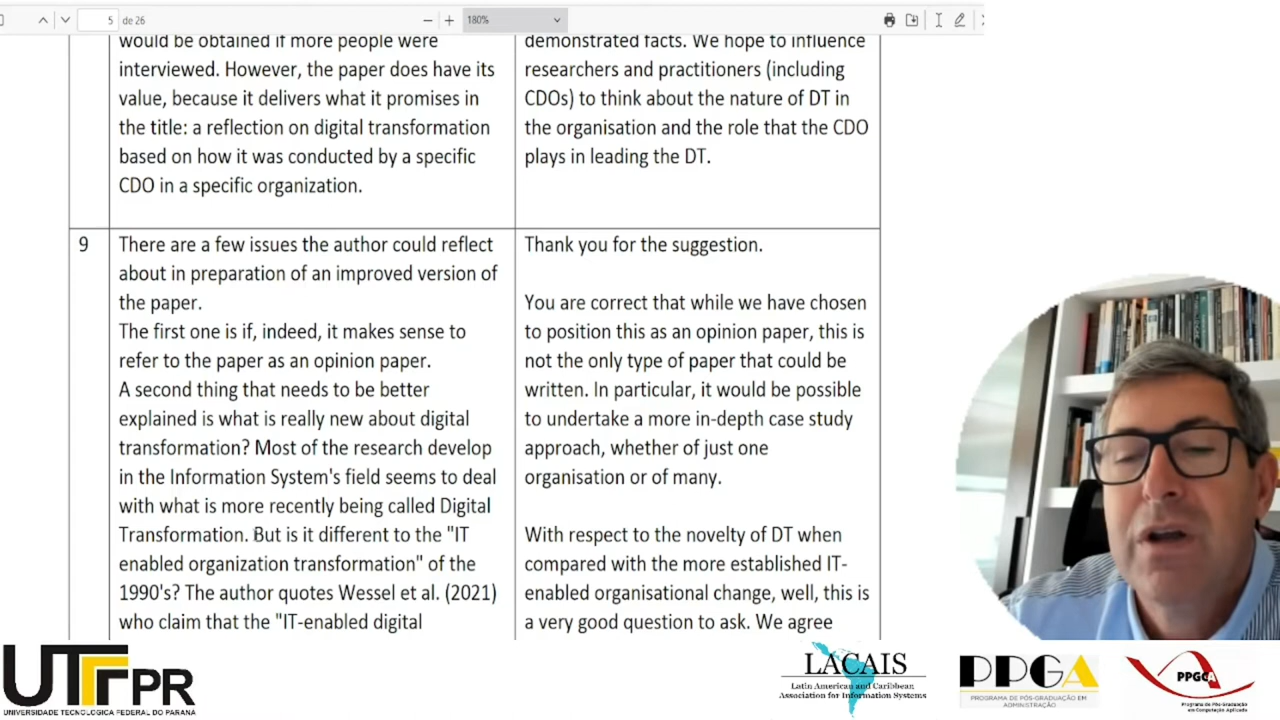 5 de 26
180%
would be obtained if more people were
interviewed. However, the paper does have its
value, because it delivers what it promises in
the title: a reflection on digital transformation
based on how it was conducted by a specific
CDO in a specific organization.
demonstrated facts. We hope to influence
researchers and practitioners (including
CDOs) to think about the nature of DT in
the organisation and the role that the CDO
plays in leading the DT.
9
There are a few issues the author could reflect
about in preparation of an improved version of
the paper.
The first one is if, indeed, it makes sense to
refer to the paper as an opinion paper.
A second thing that needs to be better
explained is what is really new about digital
transformation? Most of the research develop
in the Information System's field seems to deal
with what is more recently being called Digital
Transformation. But is it different to the "IT
enabled organization transformation" of the
1990's? The author quotes Wessel et al. (2021)
who claim that the "IT-enabled digital
Thank you for the suggestion.
You are correct that while we have chosen
to position this as an opinion paper, this is
not the only type of paper that could be
written. In particular, it would be possible
to undertake a more in-depth case study
approach, whether of just one
organisation or of many.
With respect to the novelty of DT when
compared with the more established IT-
enabled organisational change, well, this is
a very good question to ask. We agree
UTFPR
UNIVERSIDADE TECNOLÓGICA FEDERAL DO PARANÁ
LACAIS
Latin American and Caribbean
Association for Information Systems
PPGA
PROGRAMA DE PÓS-GRADUAÇÃO EM
ADMINISTRAÇÃO
PPGCA
Programa de Pós-Graduação
em Computação Aplicada